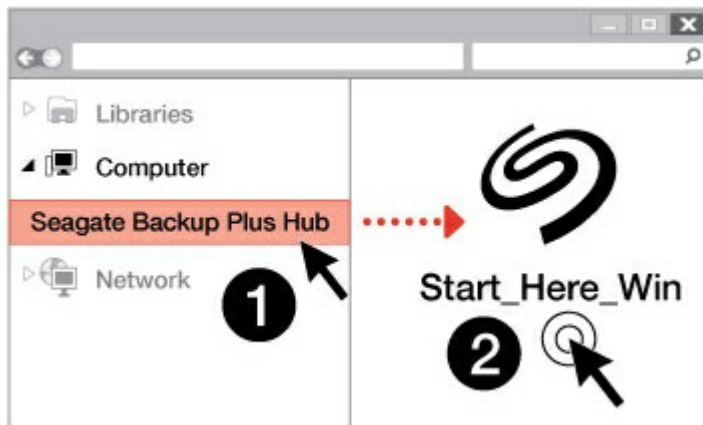 Libraries
Computer
Seagate Backup Plus Hub
Network
1
Start_Here_Win
2